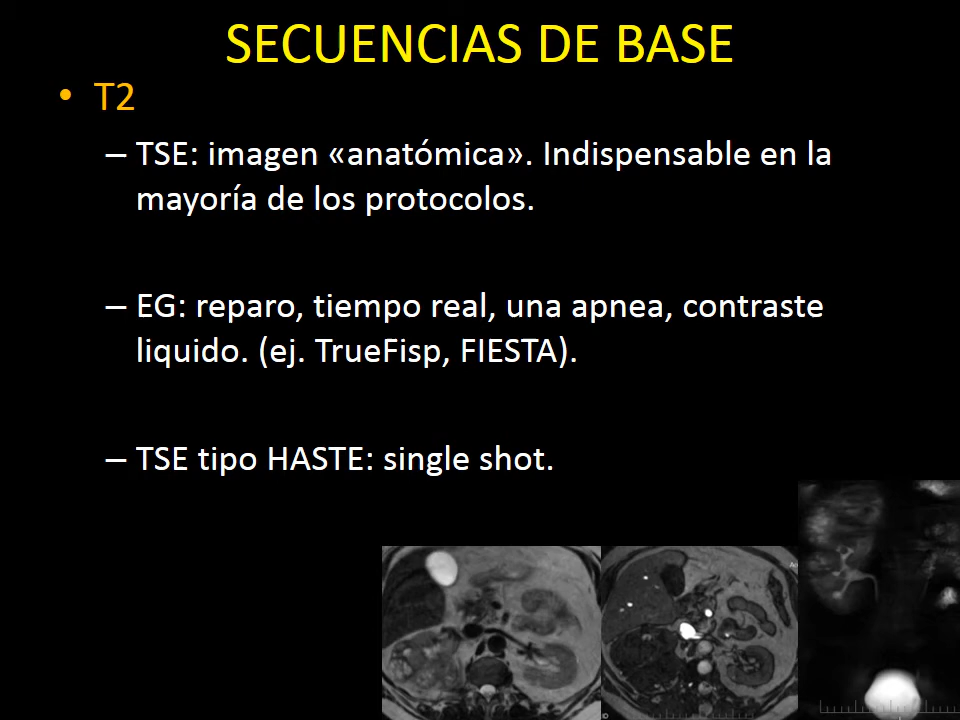 SECUENCIAS DE BASE
• T2
– TSE: imagen «anatómica». Indispensable en la
mayoría de los protocolos.
– EG: reparo, tiempo real, una apnea, contraste
liquido. (ej. TrueFisp, FIESTA).
– TSE tipo HASTE: single shot.